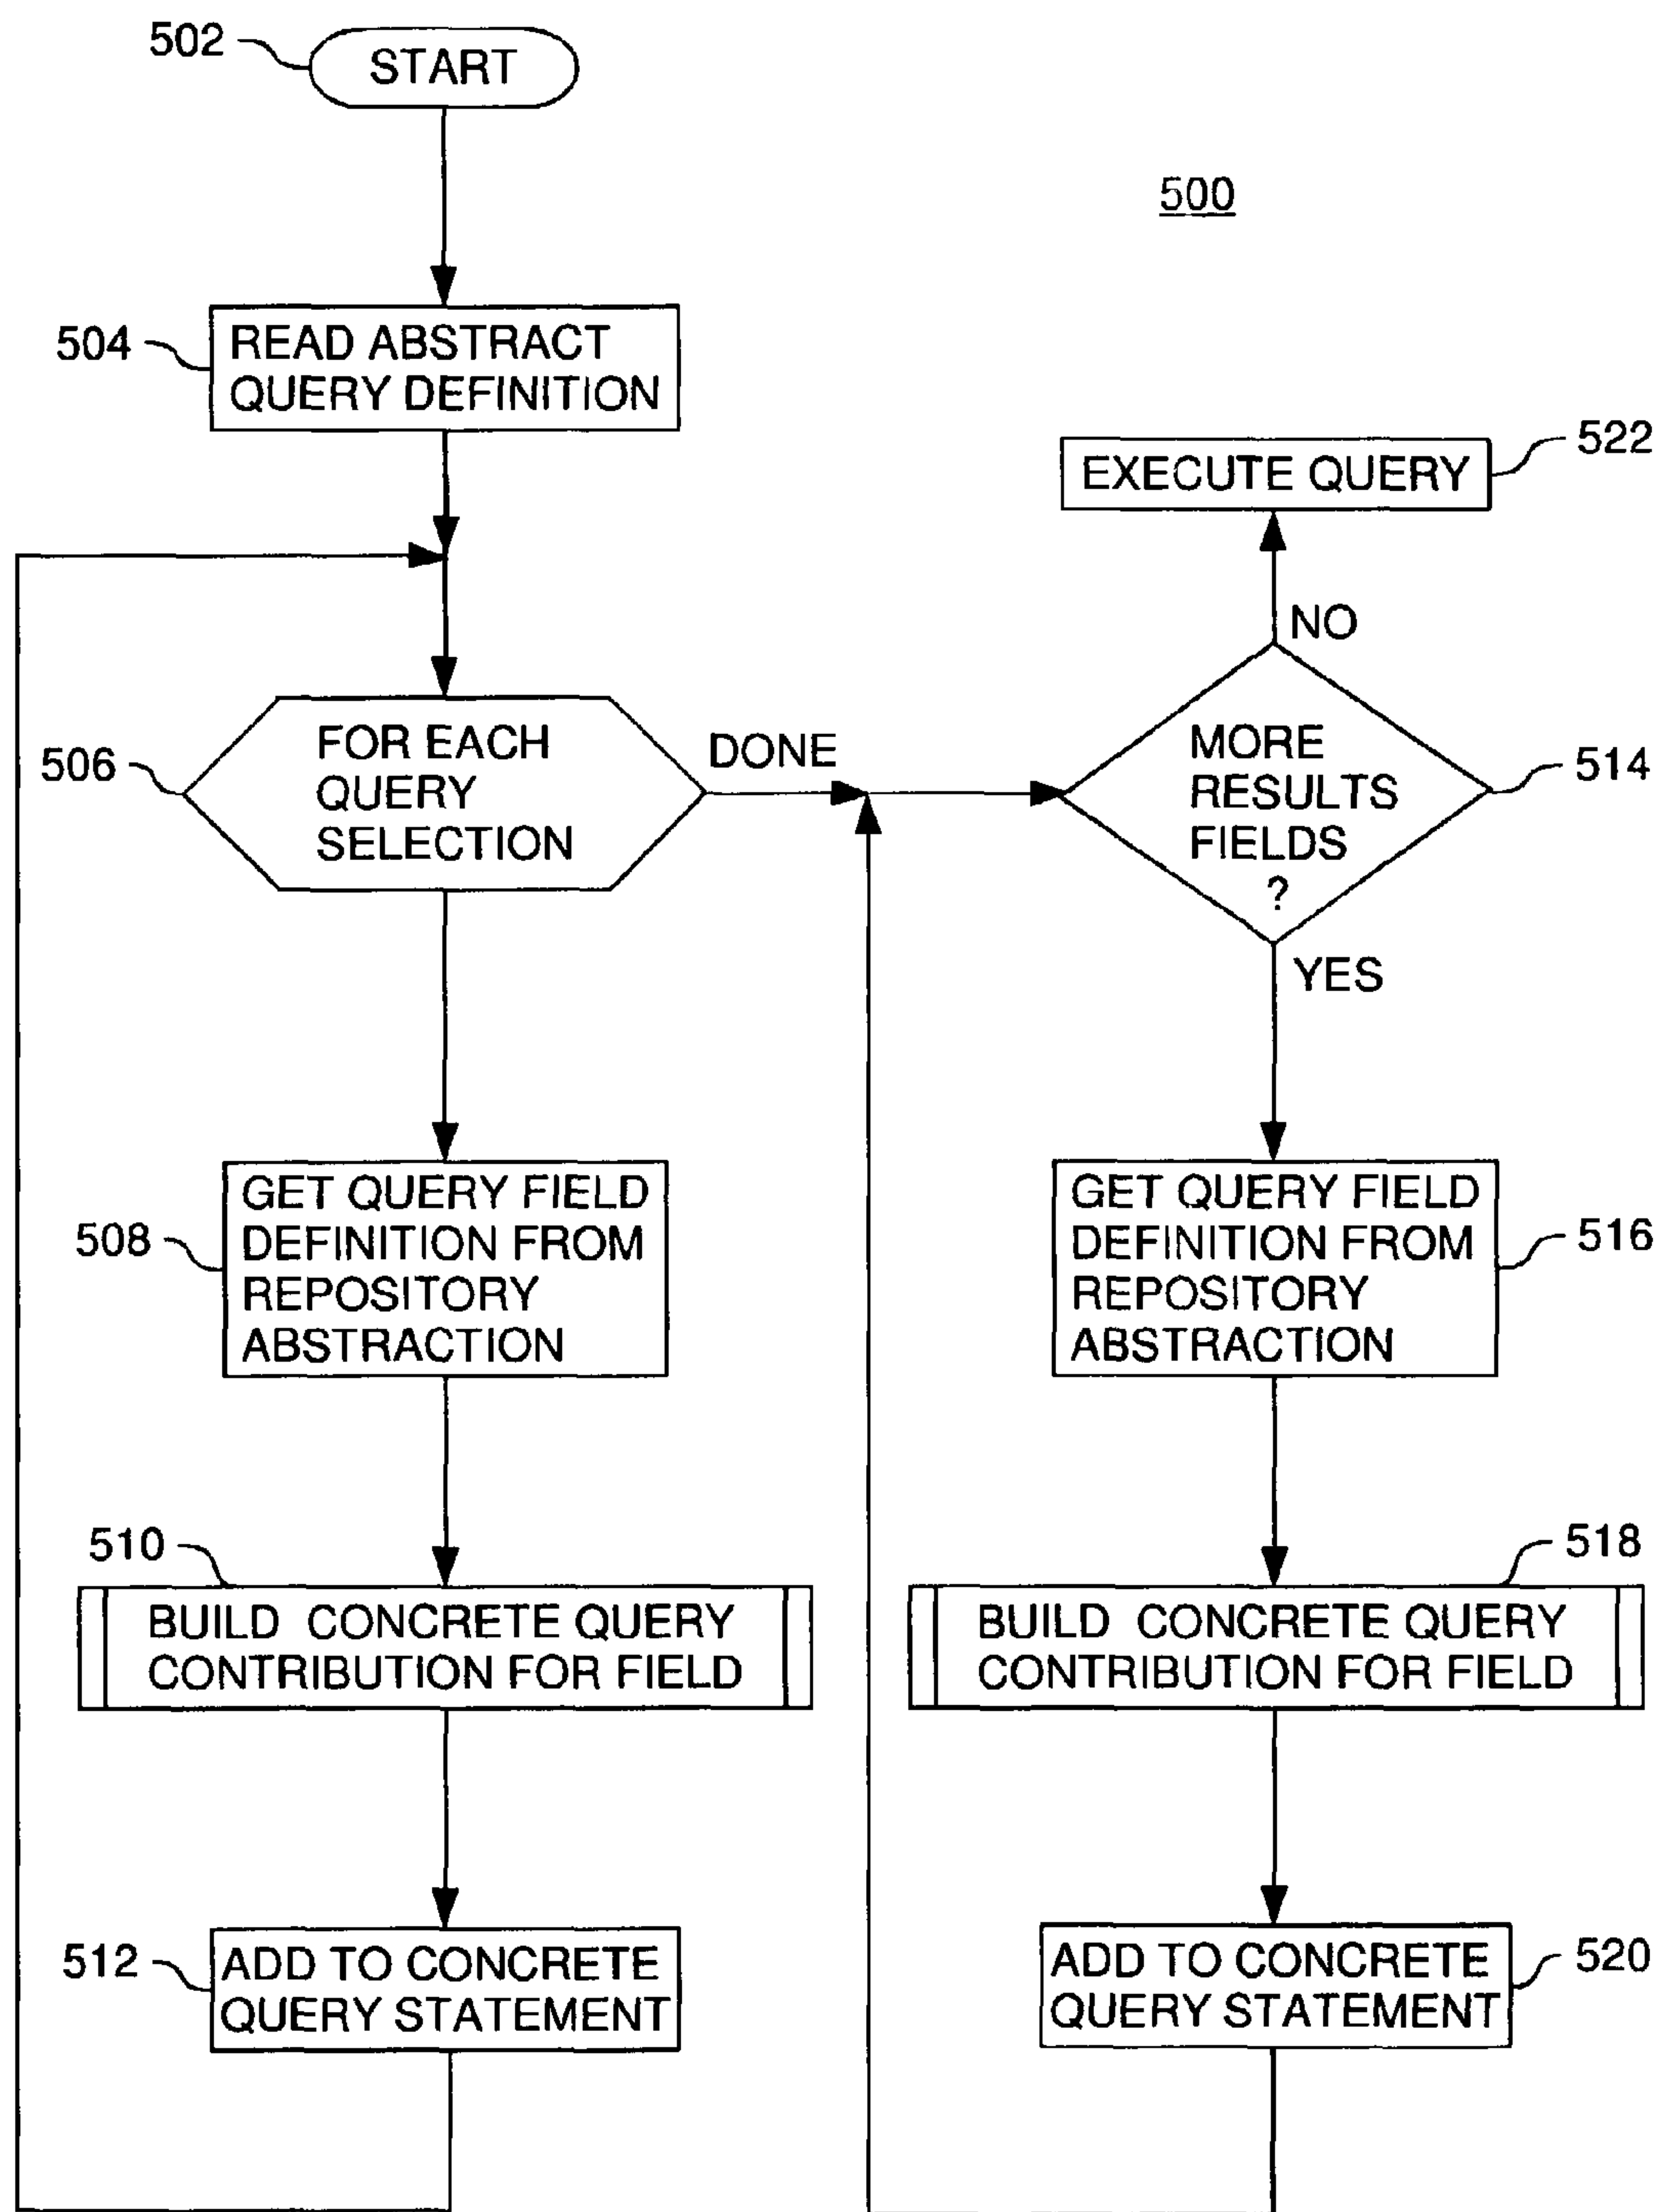 502
START
500
504
READ ABSTRACT
QUERY DEFINITION
522
EXECUTE QUERY
NO
506
FOR EACH
QUERY
SELECTION
DONE
MORE
RESULTS
FIELDS
?
514
YES
508
GET QUERY FIELD
DEFINITION FROM
REPOSITORY
ABSTRACTION
GET QUERY FIELD
DEFINITION FROM
REPOSITORY
ABSTRACTION
516
510
BUILD CONCRETE QUERY
CONTRIBUTION FOR FIELD
518
BUILD CONCRETE QUERY
CONTRIBUTION FOR FIELD
512
ADD TO CONCRETE
QUERY STATEMENT
ADD TO CONCRETE
QUERY STATEMENT
520